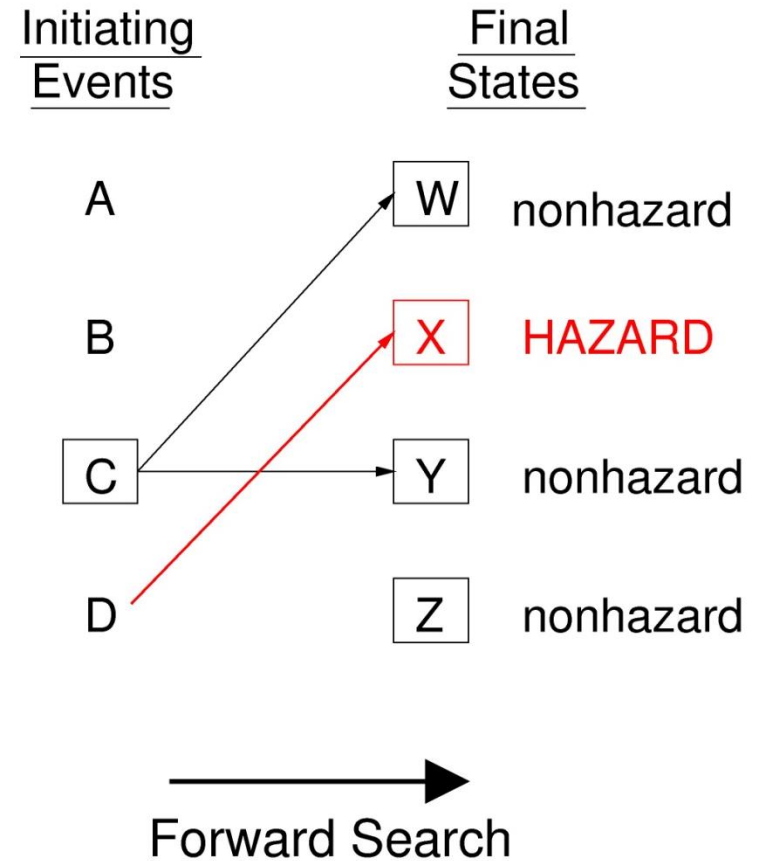 Initiating
Events
Final
States
A
W nonhazard
B
X HAZARD
C
Y nonhazard
D
Z nonhazard
Forward Search